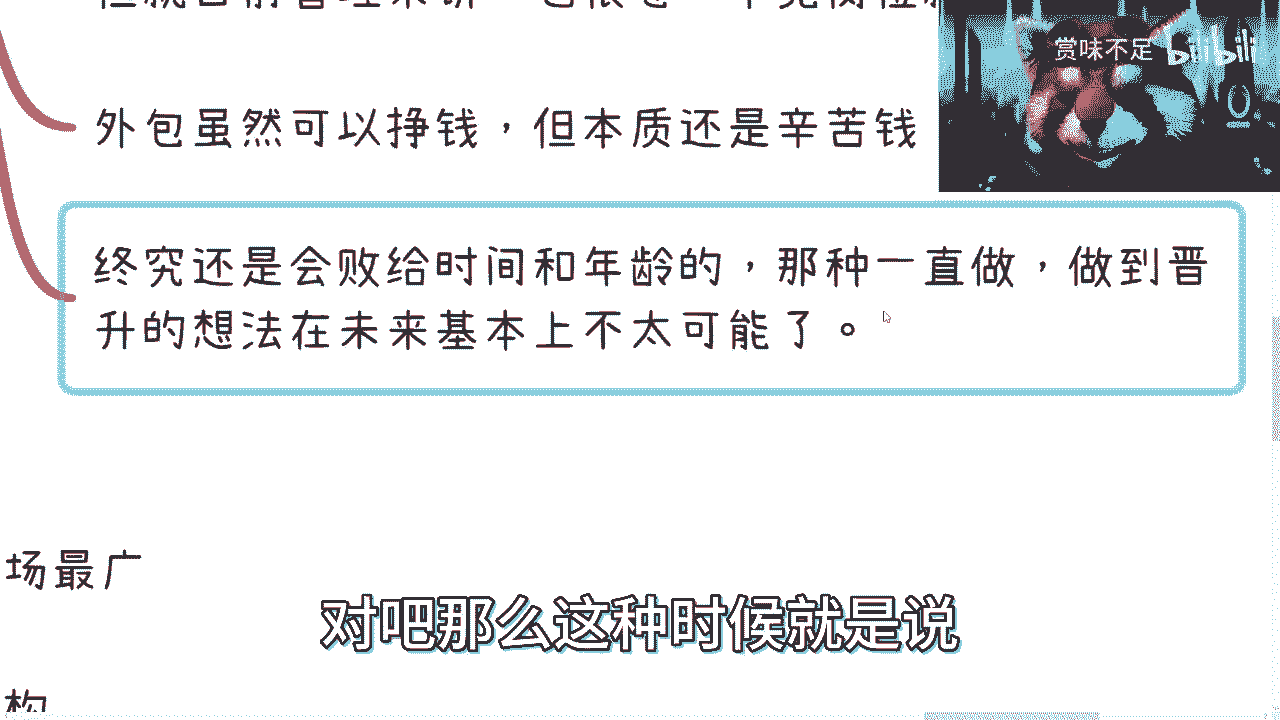 赏味不足 bilibili
外包虽然可以挣钱，但本质还是辛苦钱
终究还是会败给时间和年龄的，那种一直做，做到晋
升的想法在未来基本上不太可能了。
场最广
对吧那么这种时候就是说
构